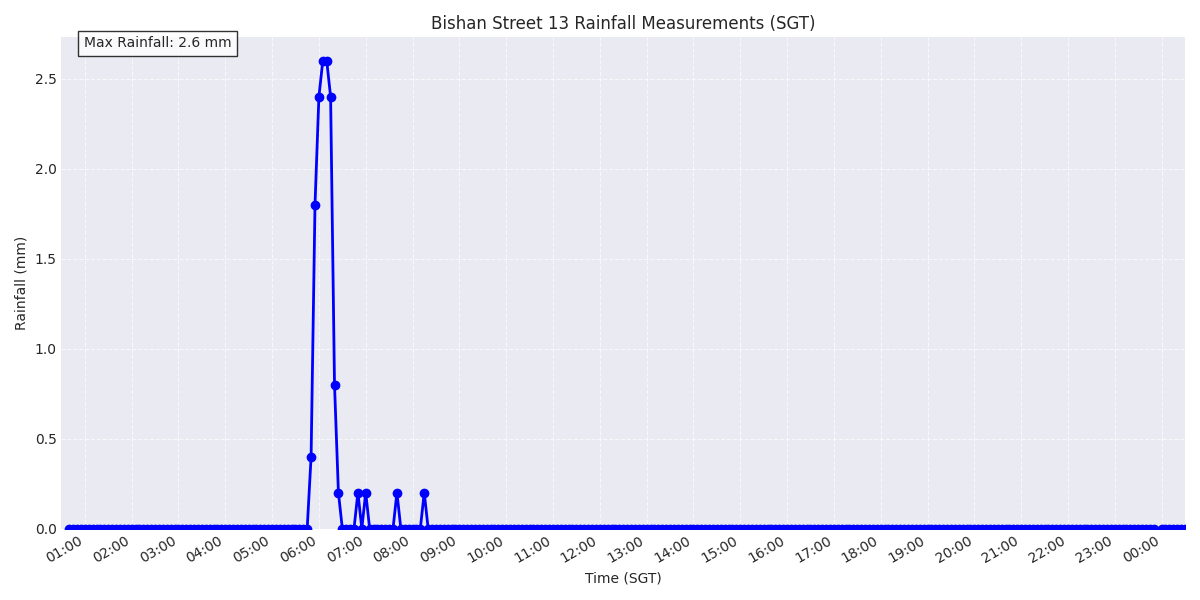 Bishan Street 13 Rainfall Measurements (SGT)
Max Rainfall: 2.6 mm
2.5
2.0
1.5
1.0
0.5
0.0
Rainfall (mm)
01:00 02:00 03:00 04:00 05:00 06:00 07:00 08:00 09:00 10:00 11:00 12:00 13:00 14:00 15:00 16:00 17:00 18:00 19:00 20:00 21:00 22:00 23:00 00:00
Time (SGT)